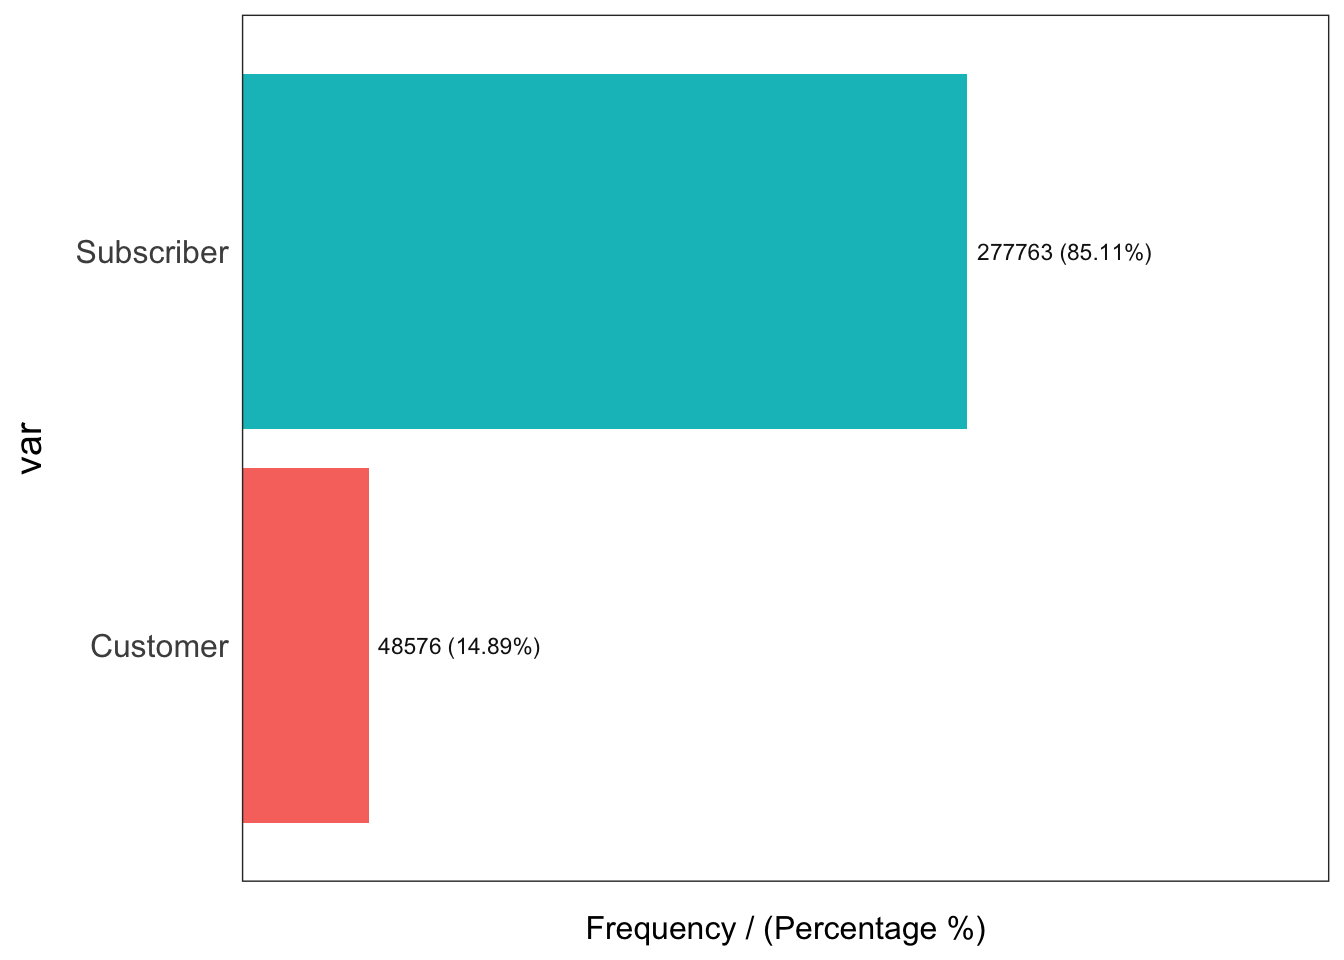 Subscriber
277763 (85.11%)
var
Customer
48576 (14.89%)
Frequency / (Percentage %)